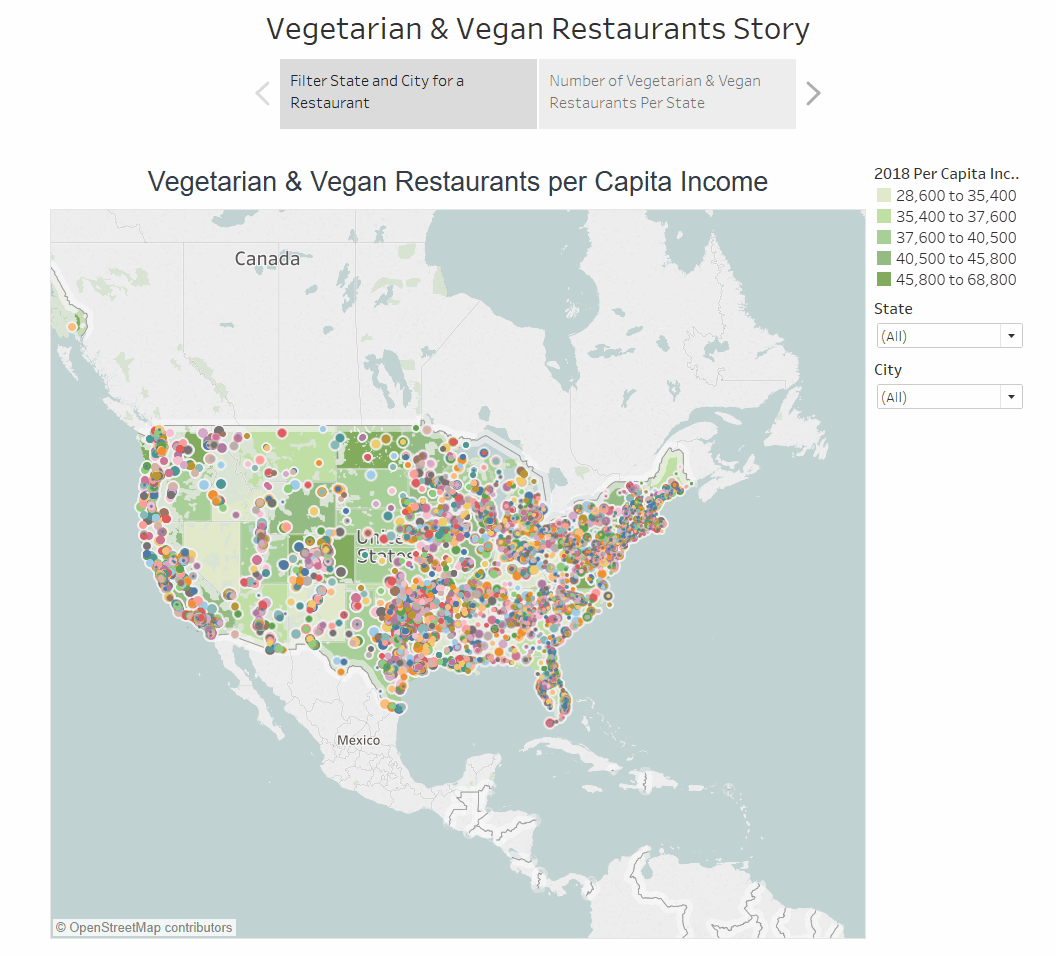 Vegetarian & Vegan Restaurants Story
Filter State and City for a
Restaurant
Number of Vegetarian & Vegan
Restaurants Per State
Vegetarian & Vegan Restaurants per Capita Income
2018 Per Capita Inc..
28,600 to 35,400
35,400 to 37,600
37,600 to 40,500
40,500 to 45,800
45,800 to 68,800
State
(All)
City
(All)
Canada
United
States
Mexico
© OpenStreetMap contributors